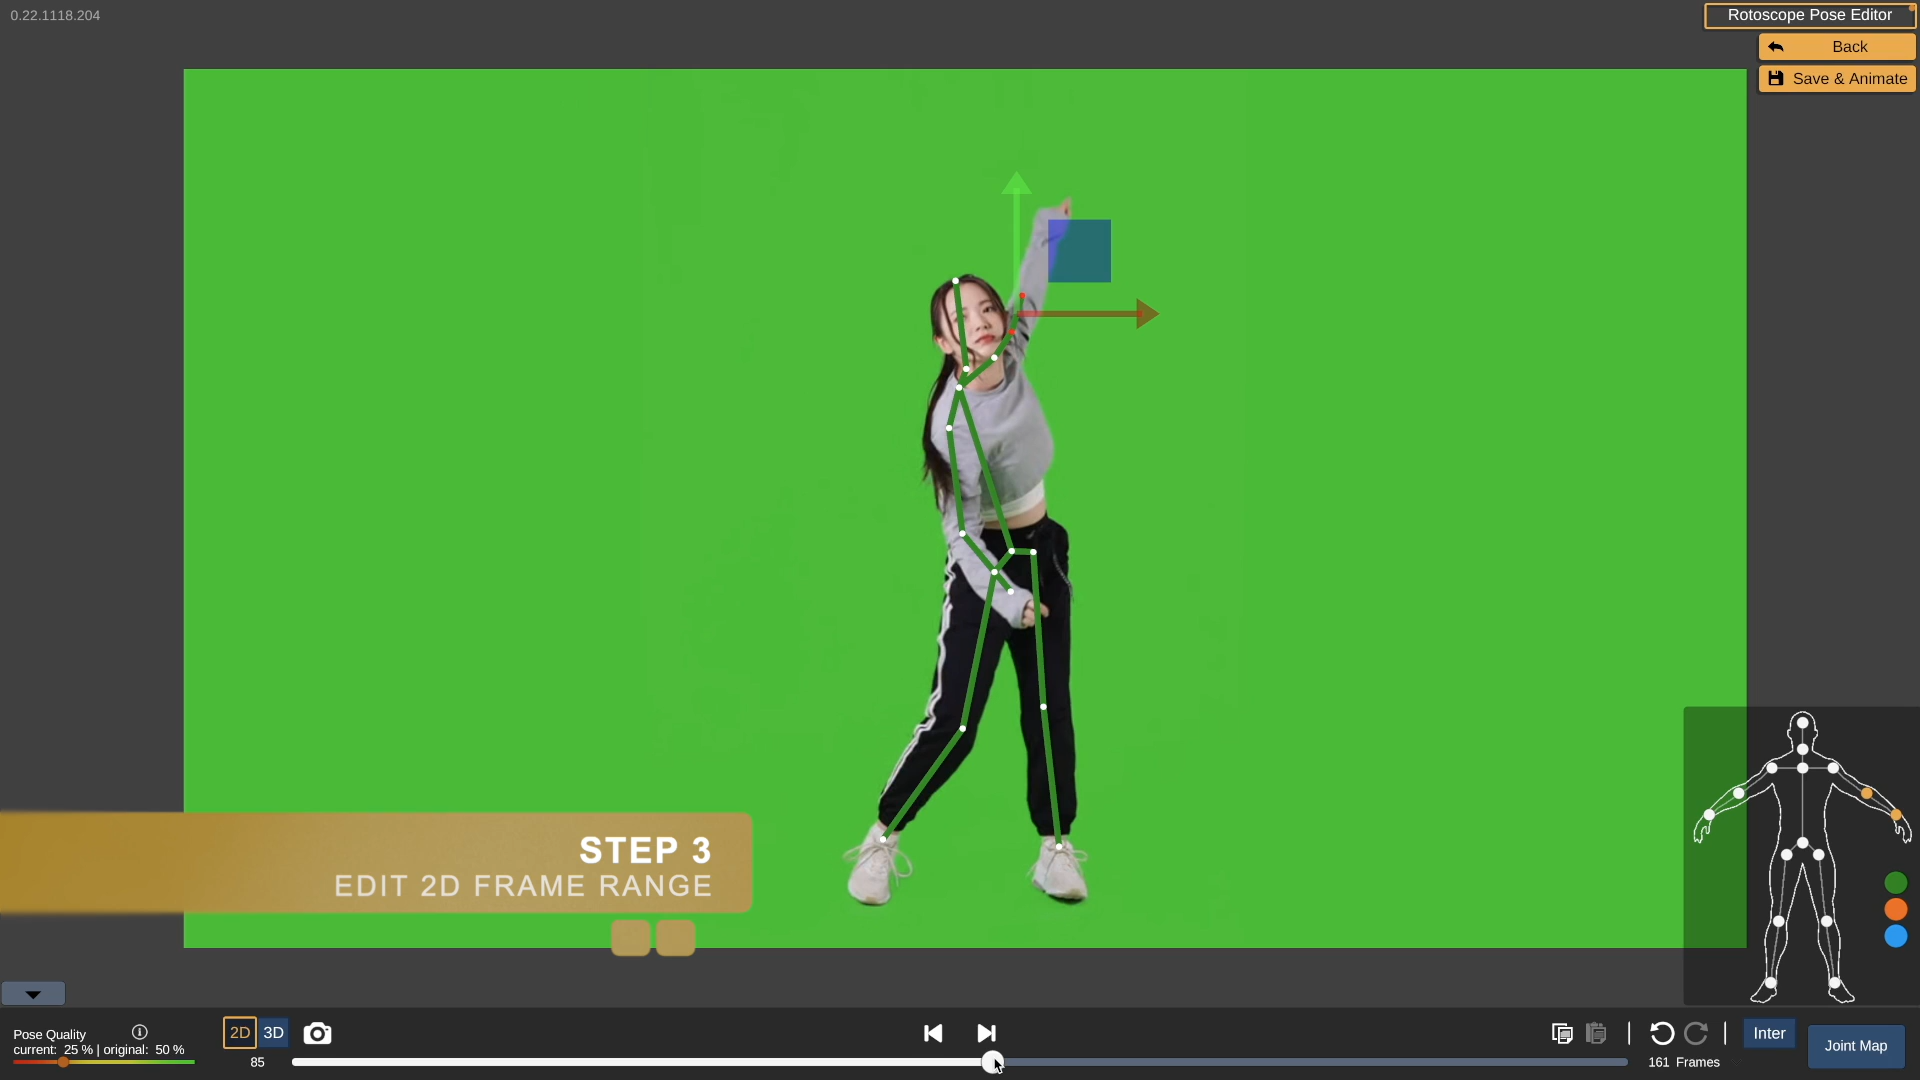 0.22.1118.204
Rotoscope Pose Editor
Back
Save & Animate
STEP 3
EDIT 2D FRAME RANGE
Pose Quality
current: 25 % | original: 50 %
2D 3D
85
Inter
161 Frames
Joint Map